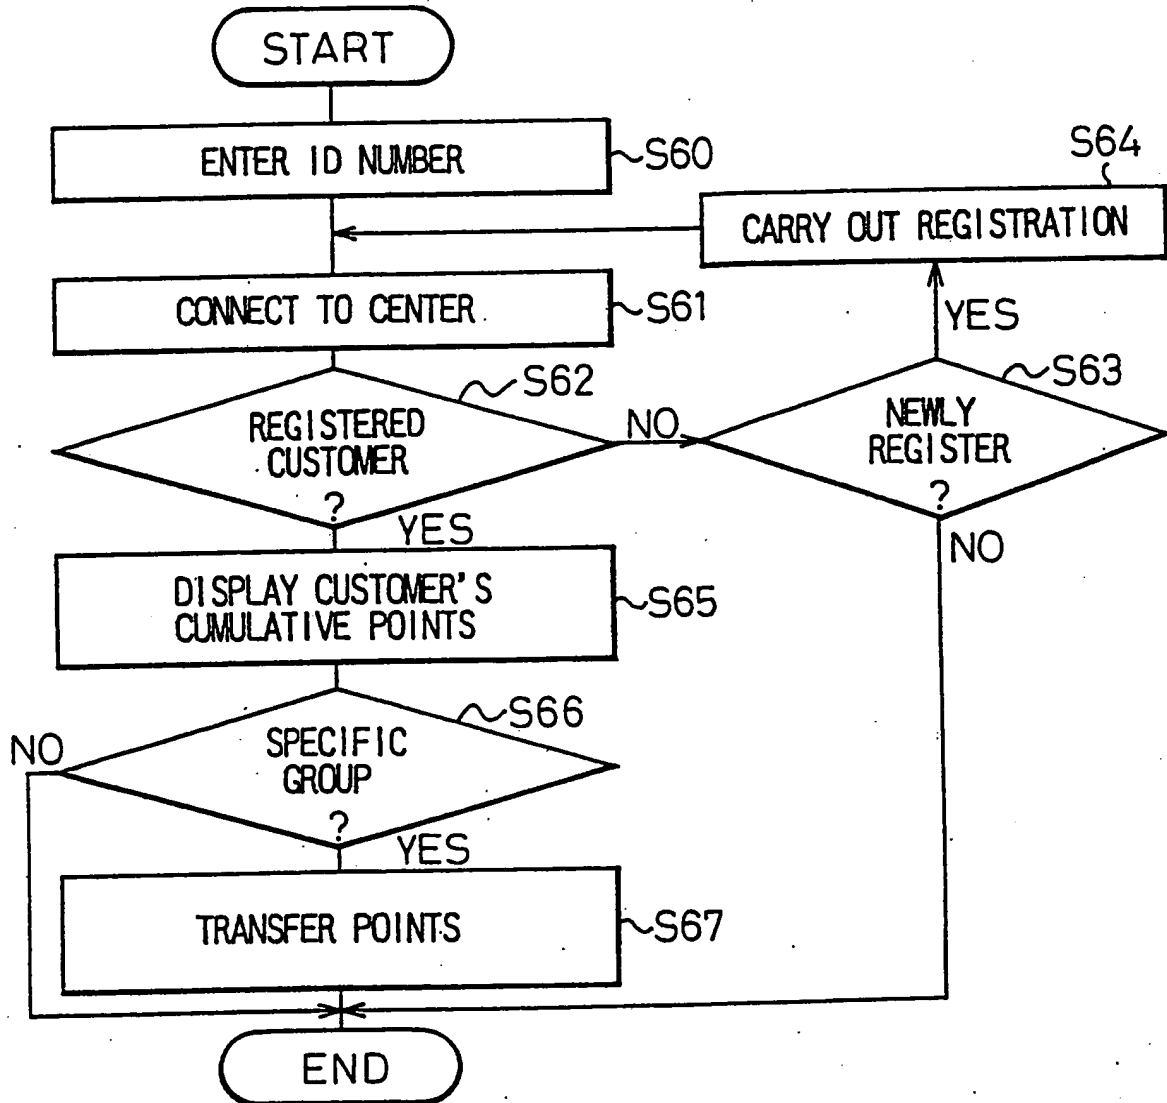 START
ENTER ID NUMBER
S60
S64
CARRY OUT REGISTRATION
CONNECT TO CENTER
S61
YES
S62
S63
REGISTERED
CUSTOMER
?
NO
NEWLY
REGISTER
?
YES
NO
DISPLAY CUSTOMER'S
CUMULATIVE POINTS
S65
S66
NO
SPECIFIC
GROUP
?
YES
TRANSFER POINTS
S67
END